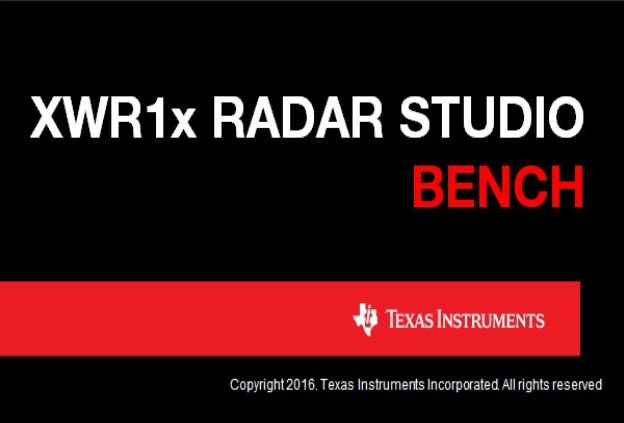 XWR1x RADAR STUDIO
BENCH
TEXAS INSTRUMENTS
Copyright 2016. Texas Instruments Incorporated. All rights reserved